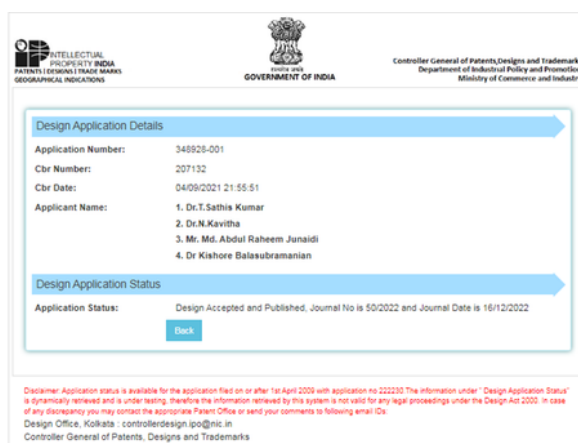 INTELLECTUAL
PROPERTY INDIA
PATENTS | DESIGNS | TRADE MARKS
GEOGRAPHICAL INDICATIONS
सत्यमेव जयते
GOVERNMENT OF INDIA
Controller General of Patents,Designs and Trademark
Department of Industrial Policy and Promotio
Ministry of Commerce and Industr
Design Application Details
Application Number: 348928-001
Cbr Number: 207132
Cbr Date: 04/09/2021 21:55:51
Applicant Name: 1. Dr.T.Sathis Kumar
2. Dr.N.Kavitha
3. Mr. Md. Abdul Raheem Junaidi
4. Dr Kishore Balasubramanian
Design Application Status
Application Status: Design Accepted and Published, Journal No is 50/2022 and Journal Date is 16/12/2022
Back
Disclaimer: Application status is available for the application filed on or after 1st April 2009 with application no 222230.The information under " Design Application Status"
is dynamically retrieved and is under testing, therefore the information retrieved by this system is not valid for any legal proceedings under the Design Act 2000. In case
of any discrepancy you may contact the appropriate Patent Office or send your comments to following email IDs:
Design Office, Kolkata : controllerdesign.ipo@nic.in
Controller General of Patents, Designs and Trademarks